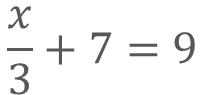 x/3 + 7 = 9